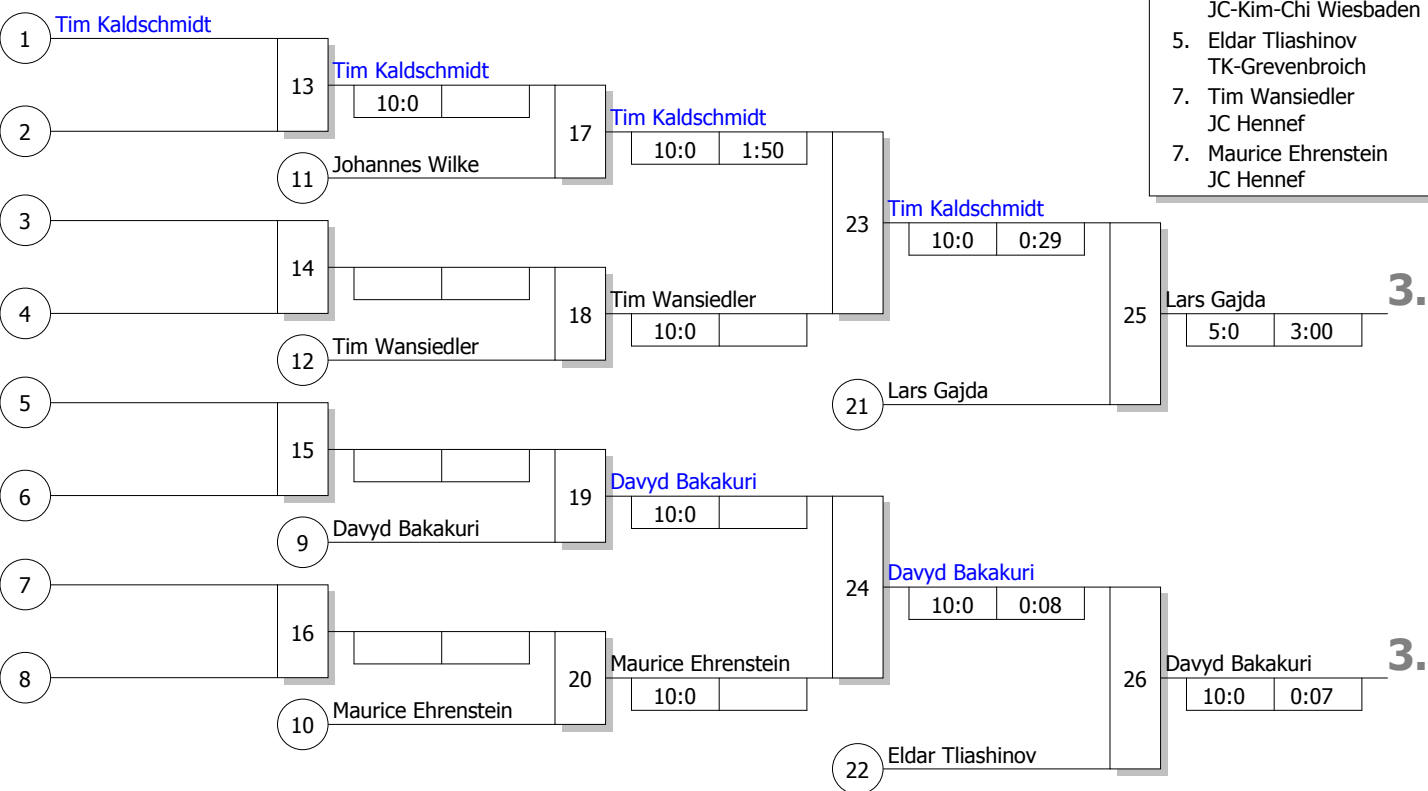 JC-Kim-Chi Wiesbaden
5. Eldar Tliashinov
TK-Grevenbroich
7. Tim Wansiedler
JC Hennef
7. Maurice Ehrenstein
JC Hennef
1 Tim Kaldschmidt
2
13 Tim Kaldschmidt
10:0
11 Johannes Wilke
17 Tim Kaldschmidt
10:0 1:50
3
4
14
12 Tim Wansiedler
18 Tim Wansiedler
10:0
23 Tim Kaldschmidt
10:0 0:29
21 Lars Gajda
25 Lars Gajda 3.
5:0 3:00
5
6
15
9 Davyd Bakakuri
19 Davyd Bakakuri
10:0
7
8
16
10 Maurice Ehrenstein
20 Maurice Ehrenstein
10:0
24 Davyd Bakakuri
10:0 0:08
22 Eldar Tliashinov
26 Davyd Bakakuri 3.
10:0 0:07